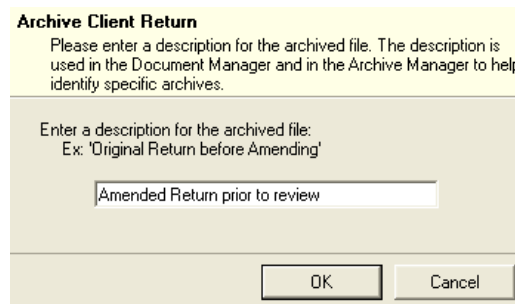 Archive Client Return
Please enter a description for the archived file. The description is
used in the Document Manager and in the Archive Manager to help
identify specific archives.
Enter a description for the archived file:
Ex: 'Original Return before Amending'
Amended Return prior to review
OK Cancel